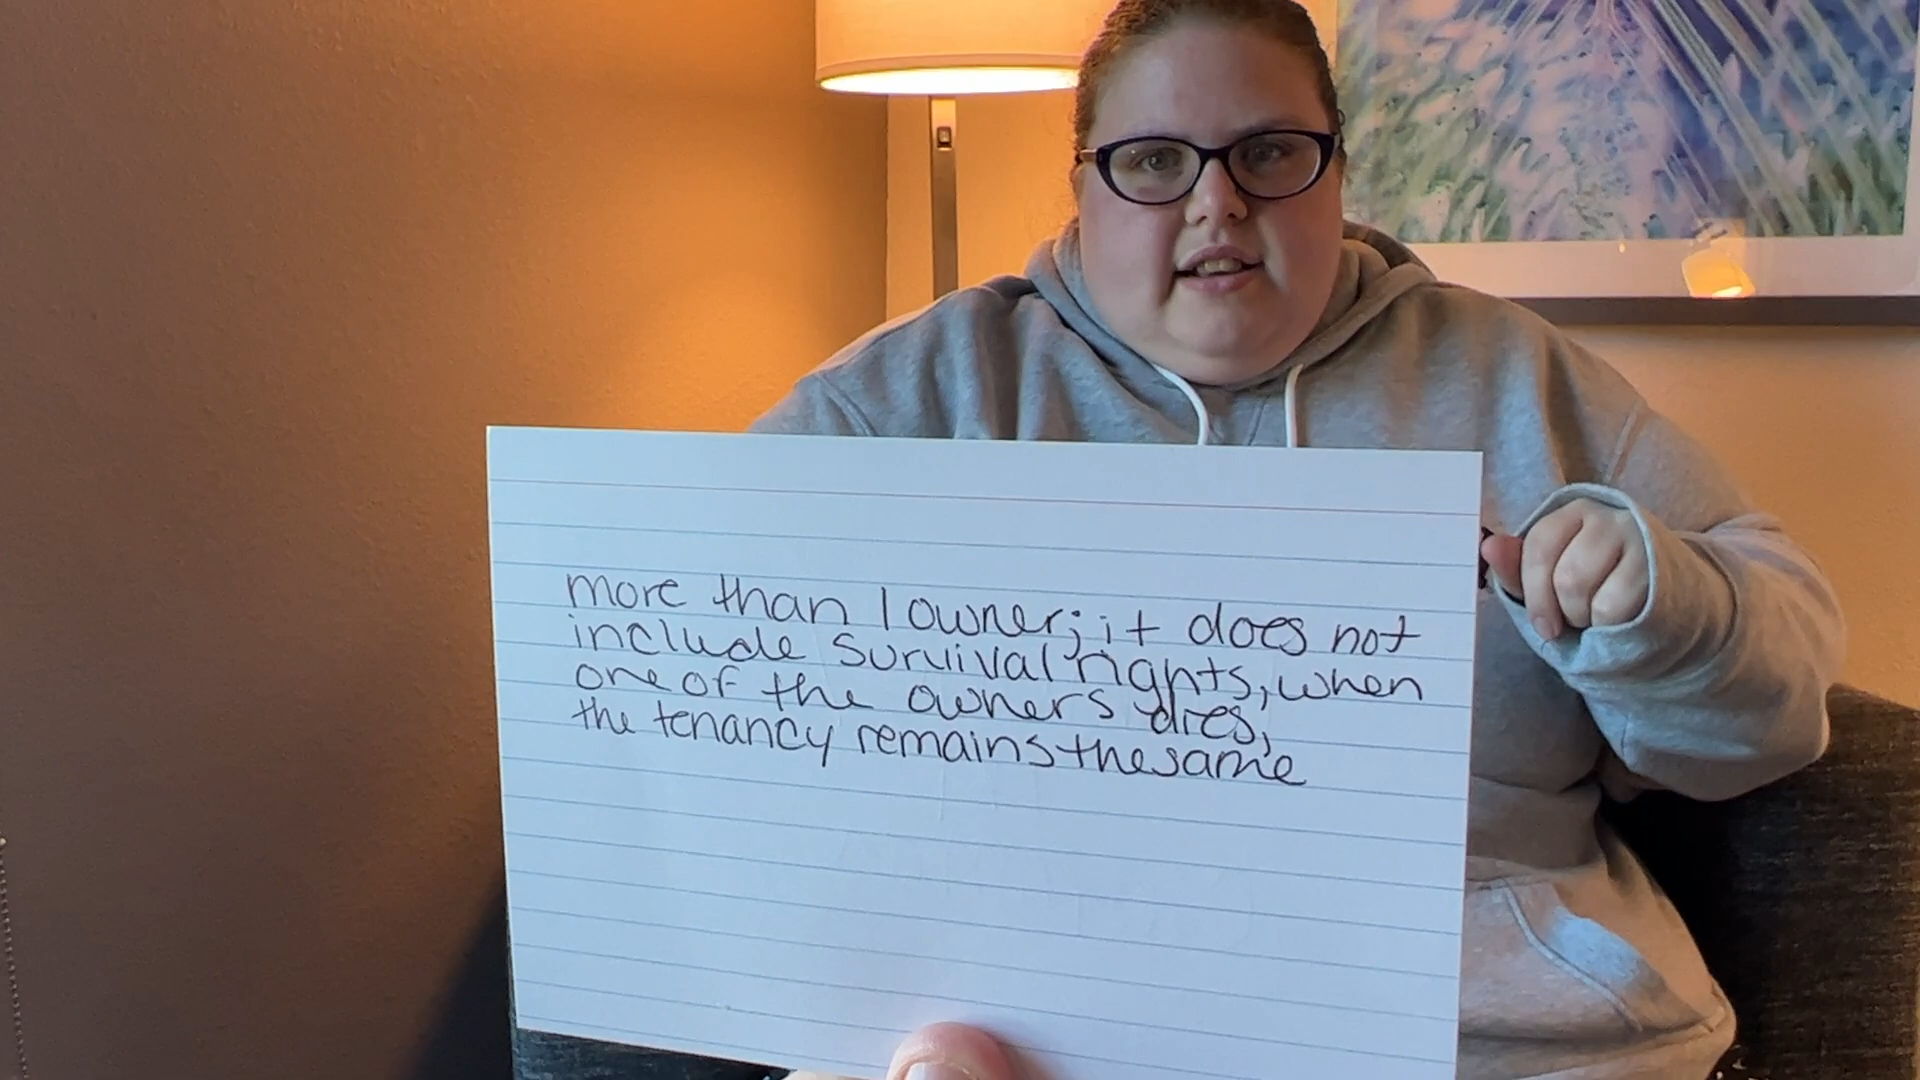 more than 1 owner; it does not
include survival rights, when
one of the owners dies,
the tenancy remains the same